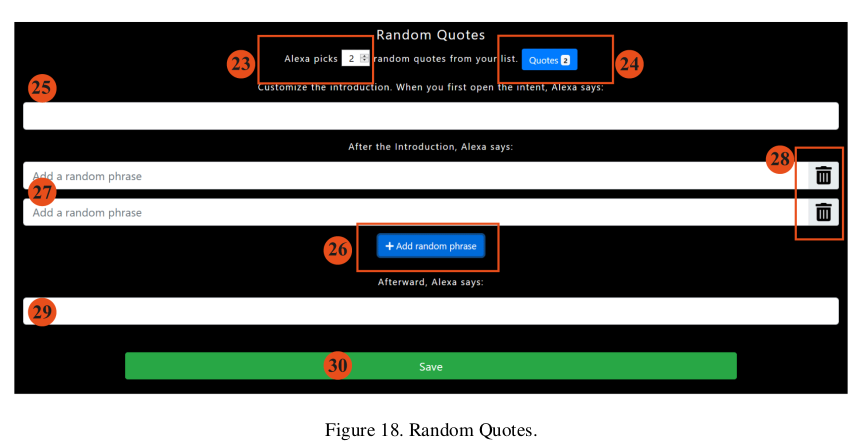 Random Quotes
23 Alexa picks 2 random quotes from your list. Quotes 2 24
25
Customize the introduction. When you first open the intent, Alexa says:
After the Introduction, Alexa says:
28
Add a random phrase
27
Add a random phrase
26 + Add random phrase
Afterward, Alexa says:
29
30 Save
Figure 18. Random Quotes.